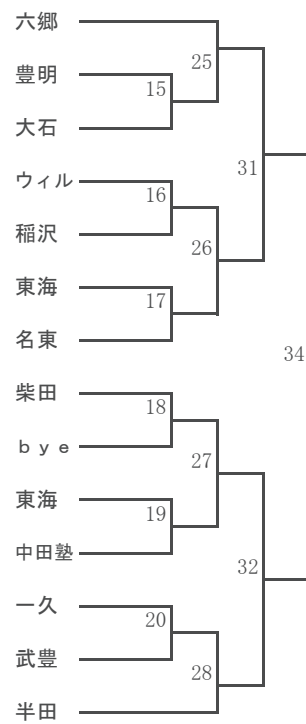 六郷
25
豊明
15
大石
31
ウィル
16
稲沢
26
東海
17
名東
34
柴田
18
ｂｙｅ
27
東海
19
中田塾
32
一久
20
武豊
28
半田